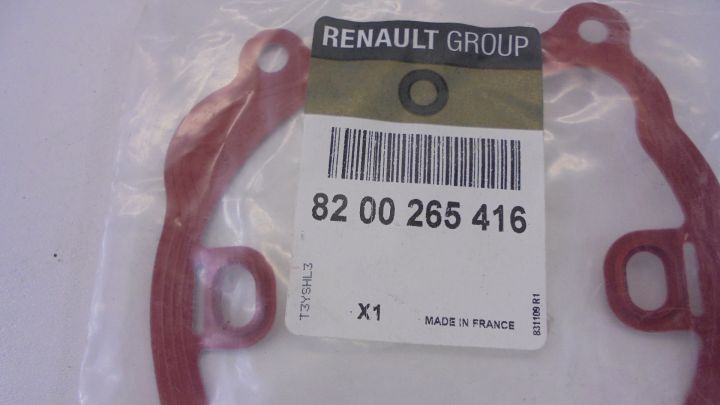 RENAULT GROUP
82 00 265 416
T3YSHL3
X1
MADE IN FRANCE
831109 R1